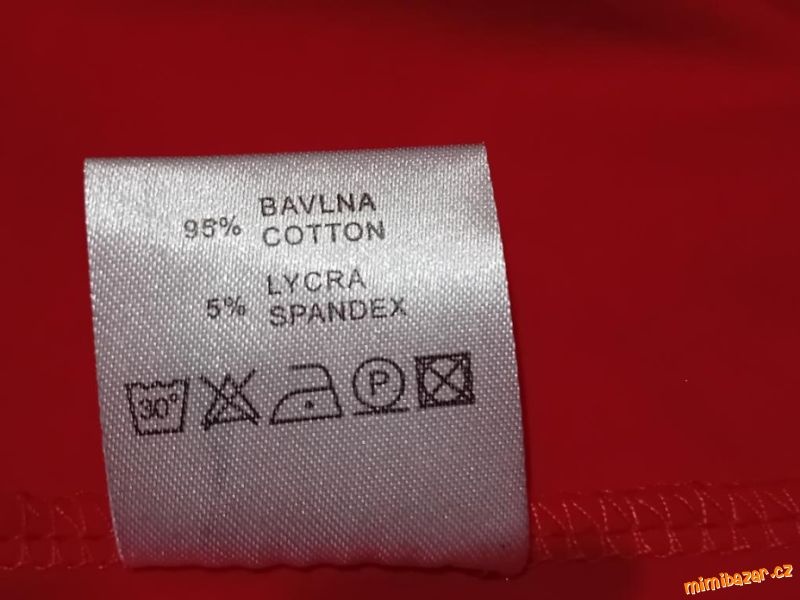 BAVLNA
95% COTTON
LYCRA
5% SPANDEX
30°
P
mimibazar.cz